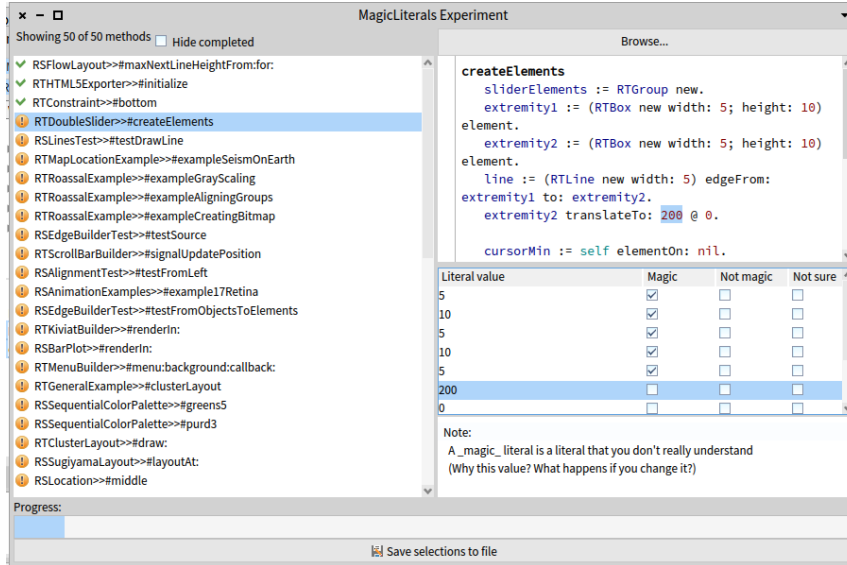 MagicLiterals Experiment
Showing 50 of 50 methods Hide completed
RSFlowLayout>>#maxNextLineHeightFrom:for:
RTHTML5Exporter>>#initialize
RTConstraint>>#bottom
RTDoubleSlider>>#createElements
RSLinesTest>>#testDrawLine
RTMapLocationExample>>#exampleSeismOnEarth
RTRoassalExample>>#exampleGrayScaling
RTRoassalExample>>#exampleAligningGroups
RTRoassalExample>>#exampleCreatingBitmap
RSEdgeBuilderTest>>#testSource
RTScrollBarBuilder>>#signalUpdatePosition
RSAlignmentTest>>#testFromLeft
RSAnimationExamples>>#example17Retina
RSEdgeBuilderTest>>#testFromObjectsToElements
RTKiviatBuilder>>#renderIn:
RSBarPlot>>#renderIn:
RTMenuBuilder>>#menu:background:callback:
RTGeneralExample>>#clusterLayout
RSSequentialColorPalette>>#greens5
RSSequentialColorPalette>>#purd3
RTClusterLayout>>#draw:
RSSugiyamaLayout>>#layoutAt:
RSLocation>>#middle
Browse...
createElements
sliderElements := RTGroup new.
extremity1 := (RTBox new width: 5; height: 10)
element.
extremity2 := (RTBox new width: 5; height: 10)
element.
line := (RTLine new width: 5) edgeFrom:
extremity1 to: extremity2.
extremity2 translateTo: 200 @ 0.
cursorMin := self elementOn: nil.
Literal value Magic Not magic Not sure
5
10
5
10
5
200
0
Note:
A _magic_ literal is a literal that you don't really understand
(Why this value? What happens if you change it?)
Progress:
Save selections to file